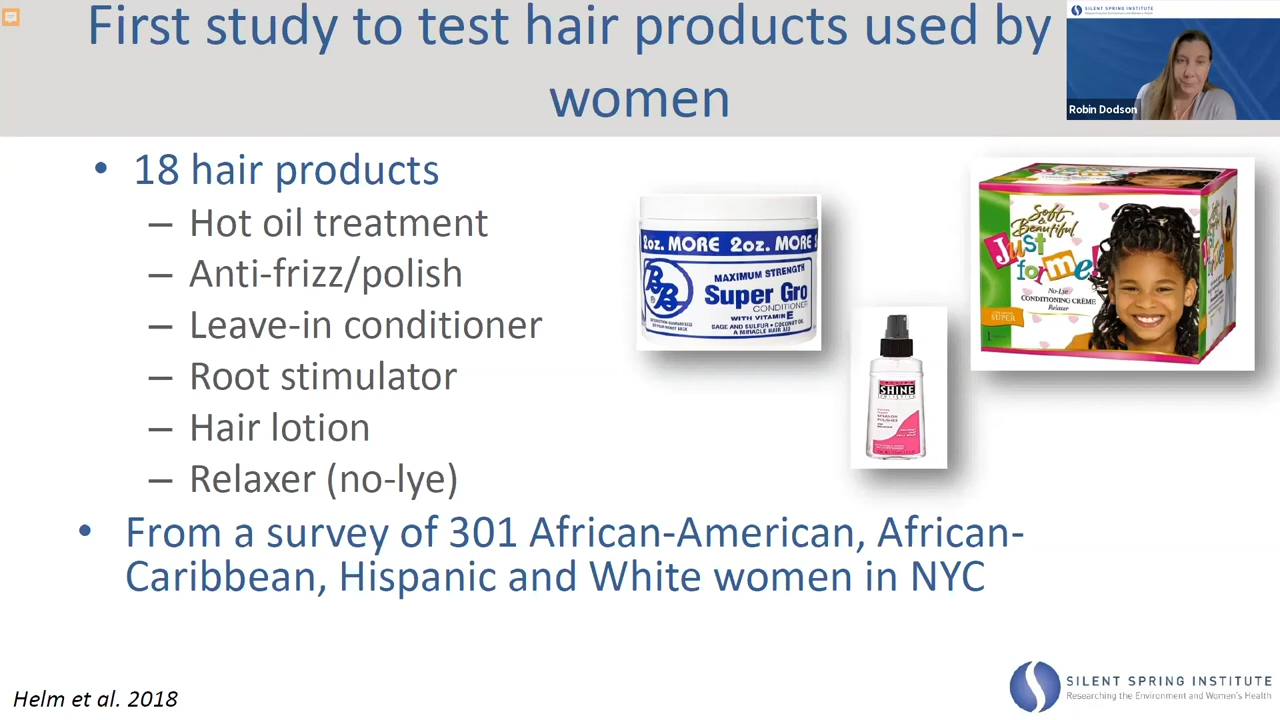 First study to test hair products used by
women
SILENT SPRING INSTITUTE
Robin Dodson
• 18 hair products
– Hot oil treatment
– Anti-frizz/polish
– Leave-in conditioner
– Root stimulator
– Hair lotion
– Relaxer (no-lye)
• From a survey of 301 African-American, African-
Caribbean, Hispanic and White women in NYC
2oz. MORE 2oz. MORE
BB
MAXIMUM STRENGTH
Super Gro
CONDITIONER
WITH VITAMIN E
SAGE AND SULFUR • COCONUT OIL
A MIRACLE HAIR AID
SHINE
Soft
&
Beautiful
Just
for me!
No-Lye
CONDITIONING CRÈME
Relaxer
SUPER
1
Helm et al. 2018
SILENT SPRING INSTITUTE
Researching the Environment and Women's Health